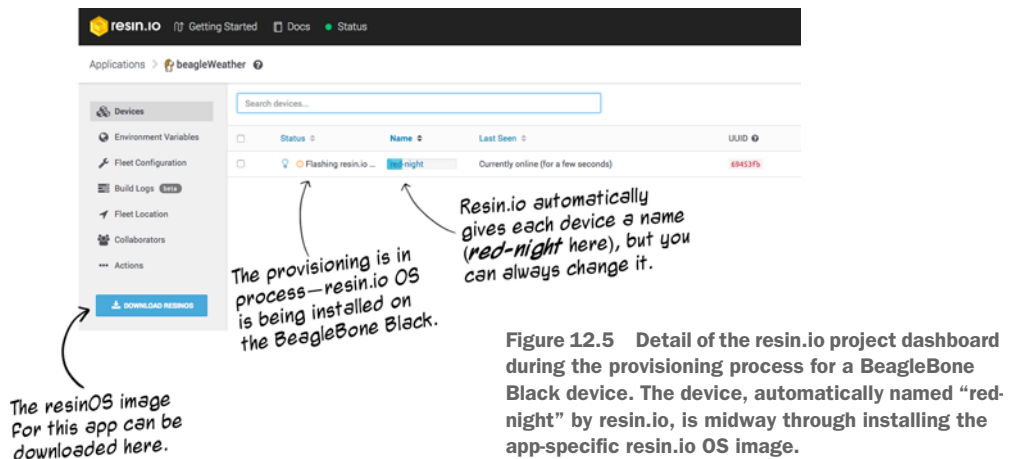 resin.io Getting Started Docs Status
Applications > beagleWeather
Devices
Environment Variables
Fleet Configuration
Build Logs beta
Fleet Location
Collaborators
Actions
DOWNLOAD RESINOS
Search devices...
Status Name Last Seen UUID
Flashing resin.io ... red-night Currently online (for a few seconds) 69453fb
The provisioning is in
process—resin.io OS
is being installed on
the BeagleBone Black.
Resin.io automatically
gives each device a name
(red-night here), but you
can always change it.
The resinOS image
for this app can be
downloaded here.
Figure 12.5 Detail of the resin.io project dashboard
during the provisioning process for a BeagleBone
Black device. The device, automatically named “red-
night” by resin.io, is midway through installing the
app-specific resin.io OS image.